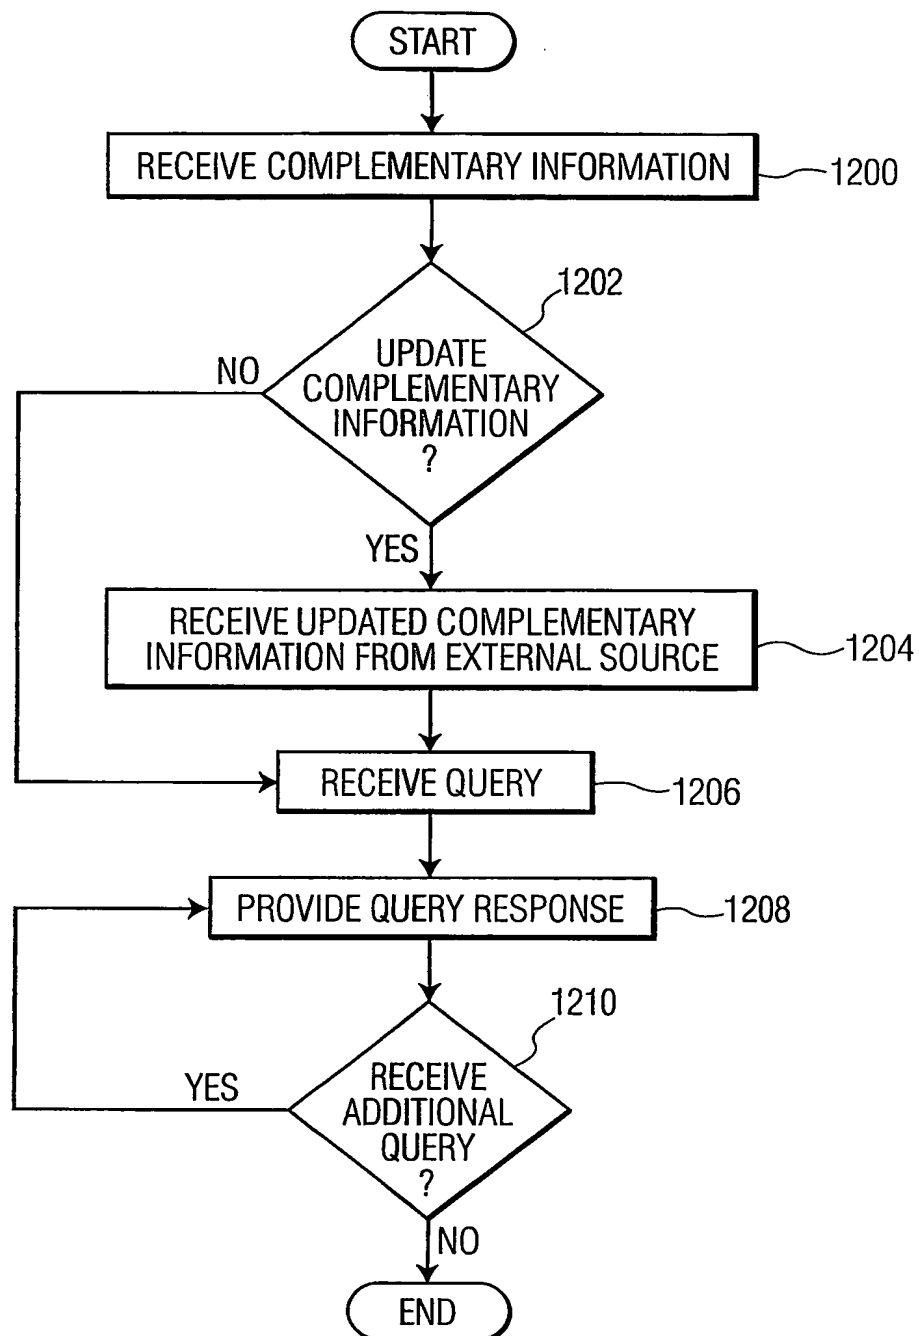 START
RECEIVE COMPLEMENTARY INFORMATION
1200
1202
UPDATE
COMPLEMENTARY
INFORMATION
?
NO
YES
RECEIVE UPDATED COMPLEMENTARY
INFORMATION FROM EXTERNAL SOURCE
1204
RECEIVE QUERY
1206
PROVIDE QUERY RESPONSE
1208
1210
RECEIVE
ADDITIONAL
QUERY
?
YES
NO
END